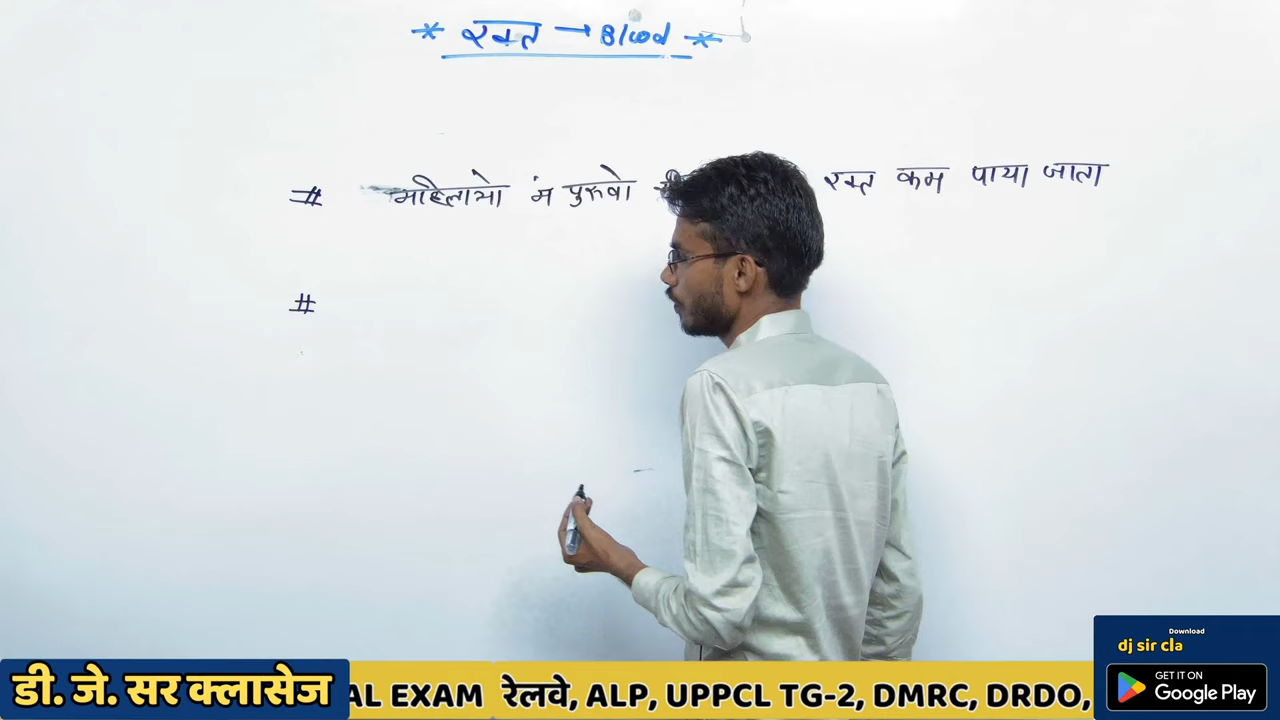 * रक्त → Blood *
# महिलाओ में पुरुषो रक्त कम पाया जाता
#
डी. जे. सर क्लासेज
AL EXAM रेलवे, ALP, UPPCL TG-2, DMRC, DRDO,
Download
dj sir cla
GET IT ON
Google Play